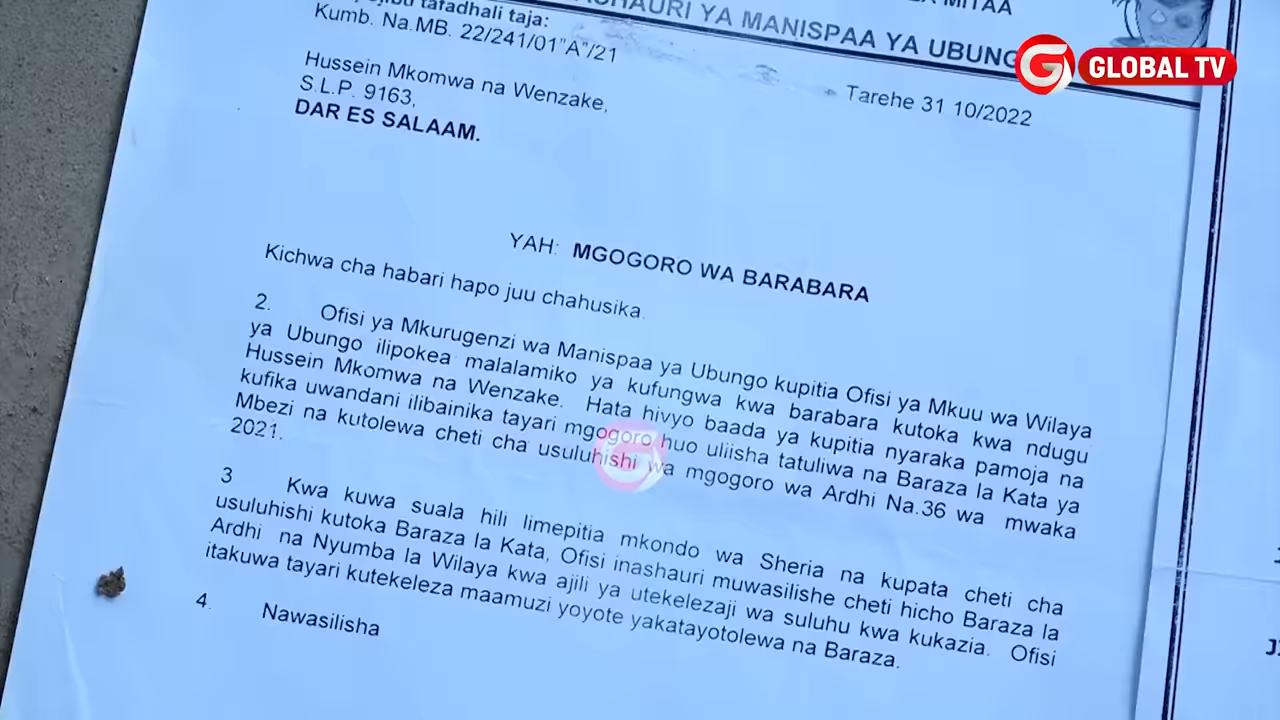 MITAA
YA MANISPAA YA UBUNGO
tafadhali taja:
Kumb. Na.MB. 22/241/01"A"/21
GLOBAL TV
Tarehe 31 10/2022
Hussein Mkomwa na Wenzake,
S.L.P. 9163,
DAR ES SALAAM.
YAH: MGOGORO WA BARABARA
Kichwa cha habari hapo juu chahusika.
2. Ofisi ya Mkurugenzi wa Manispaa ya Ubungo kupitia Ofisi ya Mkuu wa Wilaya
ya Ubungo ilipokea malalamiko ya kufungwa kwa barabara kutoka kwa ndugu
Hussein Mkomwa na Wenzake. Hata hivyo baada ya kupitia nyaraka pamoja na
kufika uwandani ilibainika tayari mgogoro huo uliisha tatuliwa na Baraza la Kata ya
Mbezi na kutolewa cheti cha usuluhishi wa mgogoro wa Ardhi Na.36 wa mwaka
2021.
3 Kwa kuwa suala hili limepitia mkondo wa Sheria na kupata cheti cha
usuluhishi kutoka Baraza la Kata, Ofisi inashauri muwasilishe cheti hicho Baraza la
Ardhi na Nyumba la Wilaya kwa ajili ya utekelezaji wa suluhu kwa kukazia. Ofisi
itakuwa tayari kutekeleza maamuzi yoyote yakatayotolewa na Baraza.
4. Nawasilisha